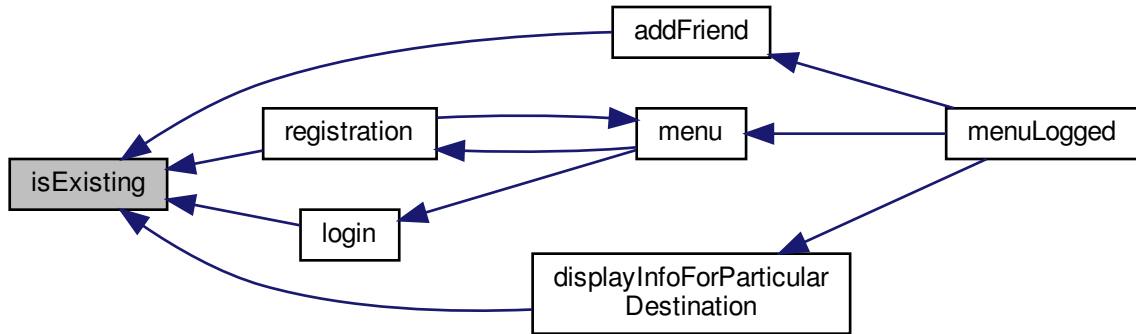 addFriend
registration
menu
menuLogged
isExisting
login
displayInfoForParticular
Destination